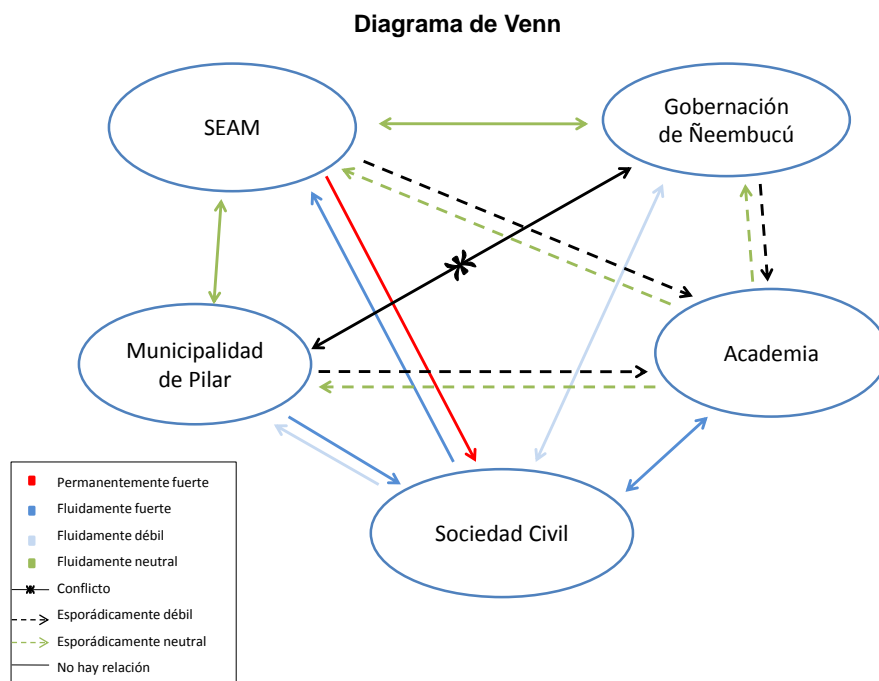 Diagrama de Venn
SEAM
Gobernación
de Ñeembucú
Municipalidad
de Pilar
Academia
Sociedad Civil
Permanentemente fuerte
Fluidamente fuerte
Fluidamente débil
Fluidamente neutral
Conflicto
Esporádicamente débil
Esporádicamente neutral
No hay relación